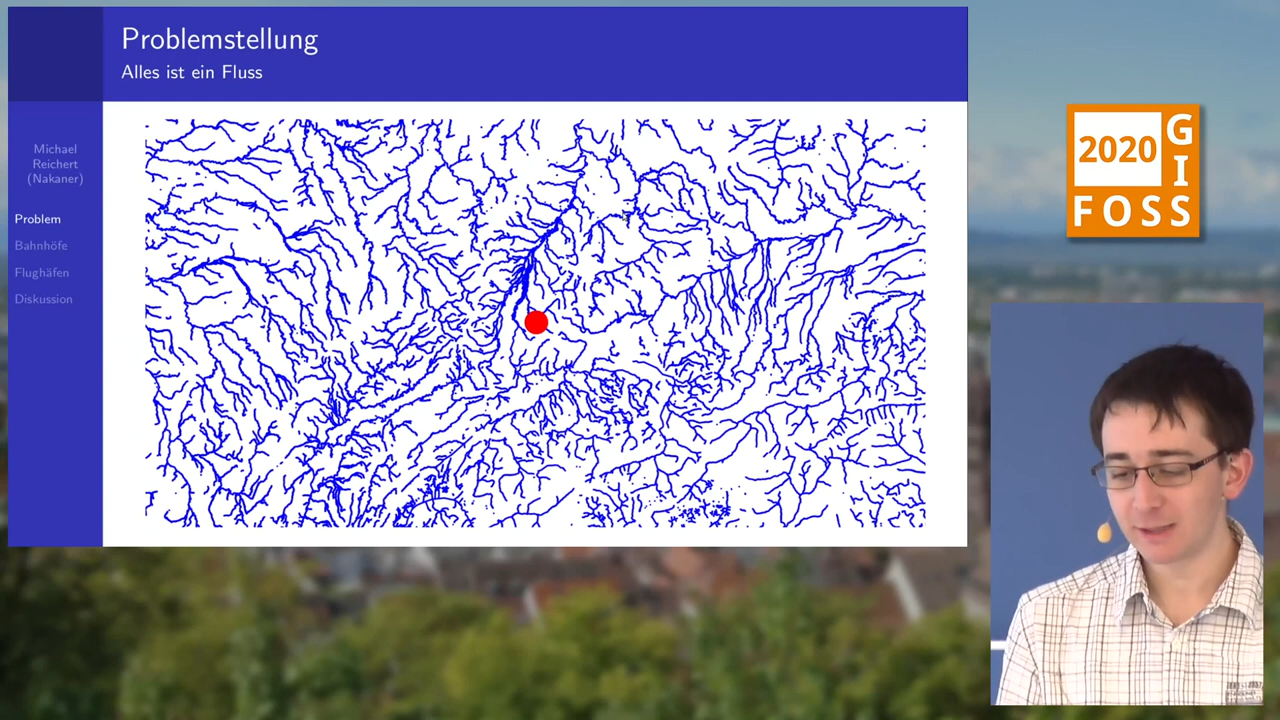 Problemstellung
Alles ist ein Fluss
Michael
Reichert
(Nakaner)
Problem
Bahnhöfe
Flughäfen
Diskussion
2020
G
I
FOSS